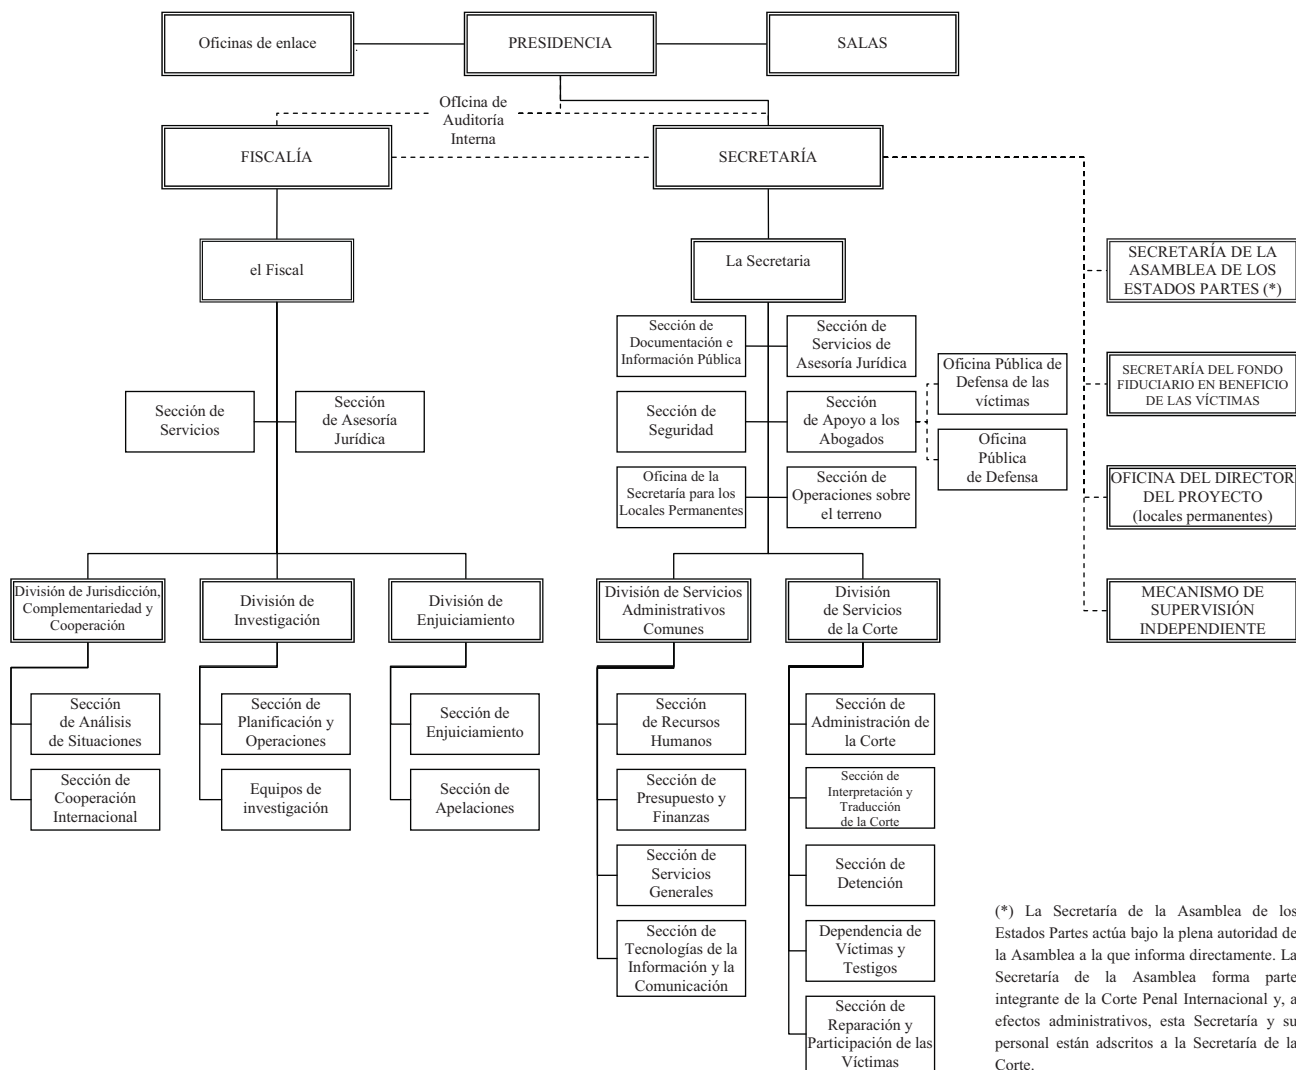 Oficinas de enlace
PRESIDENCIA
SALAS
OfIcina de
Auditoría
Interna
FISCALÍA
SECRETARÍA
el Fiscal
La Secretaria
SECRETARÍA DE LA
ASAMBLEA DE LOS
ESTADOS PARTES (*)
Sección de
Documentación e
Información Pública
Sección de
Servicios de
Asesoría Jurídica
Oficina Pública de
Defensa de las
víctimas
SECRETARÍA DEL FONDO
FIDUCIARIO EN BENEFICIO
DE LAS VÍCTIMAS
Sección de
Servicios
Sección
de Asesoría
Jurídica
Sección de
Seguridad
Sección
de Apoyo a los
Abogados
Oficina
Pública
de Defensa
Oficina de la
Secretaría para los
Locales Permanentes
Sección de
Operaciones sobre
el terreno
OFICINA DEL DIRECTOR
DEL PROYECTO
(locales permanentes)
División de Jurisdicción,
Complementariedad y
Cooperación
División de
Investigación
División de
Enjuiciamiento
División de Servicios
Administrativos
Comunes
División
de Servicios
de la Corte
MECANISMO DE
SUPERVISIÓN
INDEPENDIENTE
Sección
de Análisis
de Situaciones
Sección de
Planificación y
Operaciones
Sección de
Enjuiciamiento
Sección
de Recursos
Humanos
Sección de
Administración de
la Corte
Sección de
Cooperación
Internacional
Equipos de
investigación
Sección de
Apelaciones
Sección de
Presupuesto y
Finanzas
Sección de
Interpretación y
Traducción
de la Corte
Sección de
Servicios
Generales
Sección de
Detención
Sección de
Tecnologías de la
Información y la
Comunicación
Dependencia de
Víctimas y
Testigos
Sección de
Reparación y
Participación de las
Víctimas
(*) La Secretaría de la Asamblea de los
Estados Partes actúa bajo la plena autoridad de
la Asamblea a la que informa directamente. La
Secretaría de la Asamblea forma parte
integrante de la Corte Penal Internacional y, a
efectos administrativos, esta Secretaría y su
personal están adscritos a la Secretaría de la
Corte.